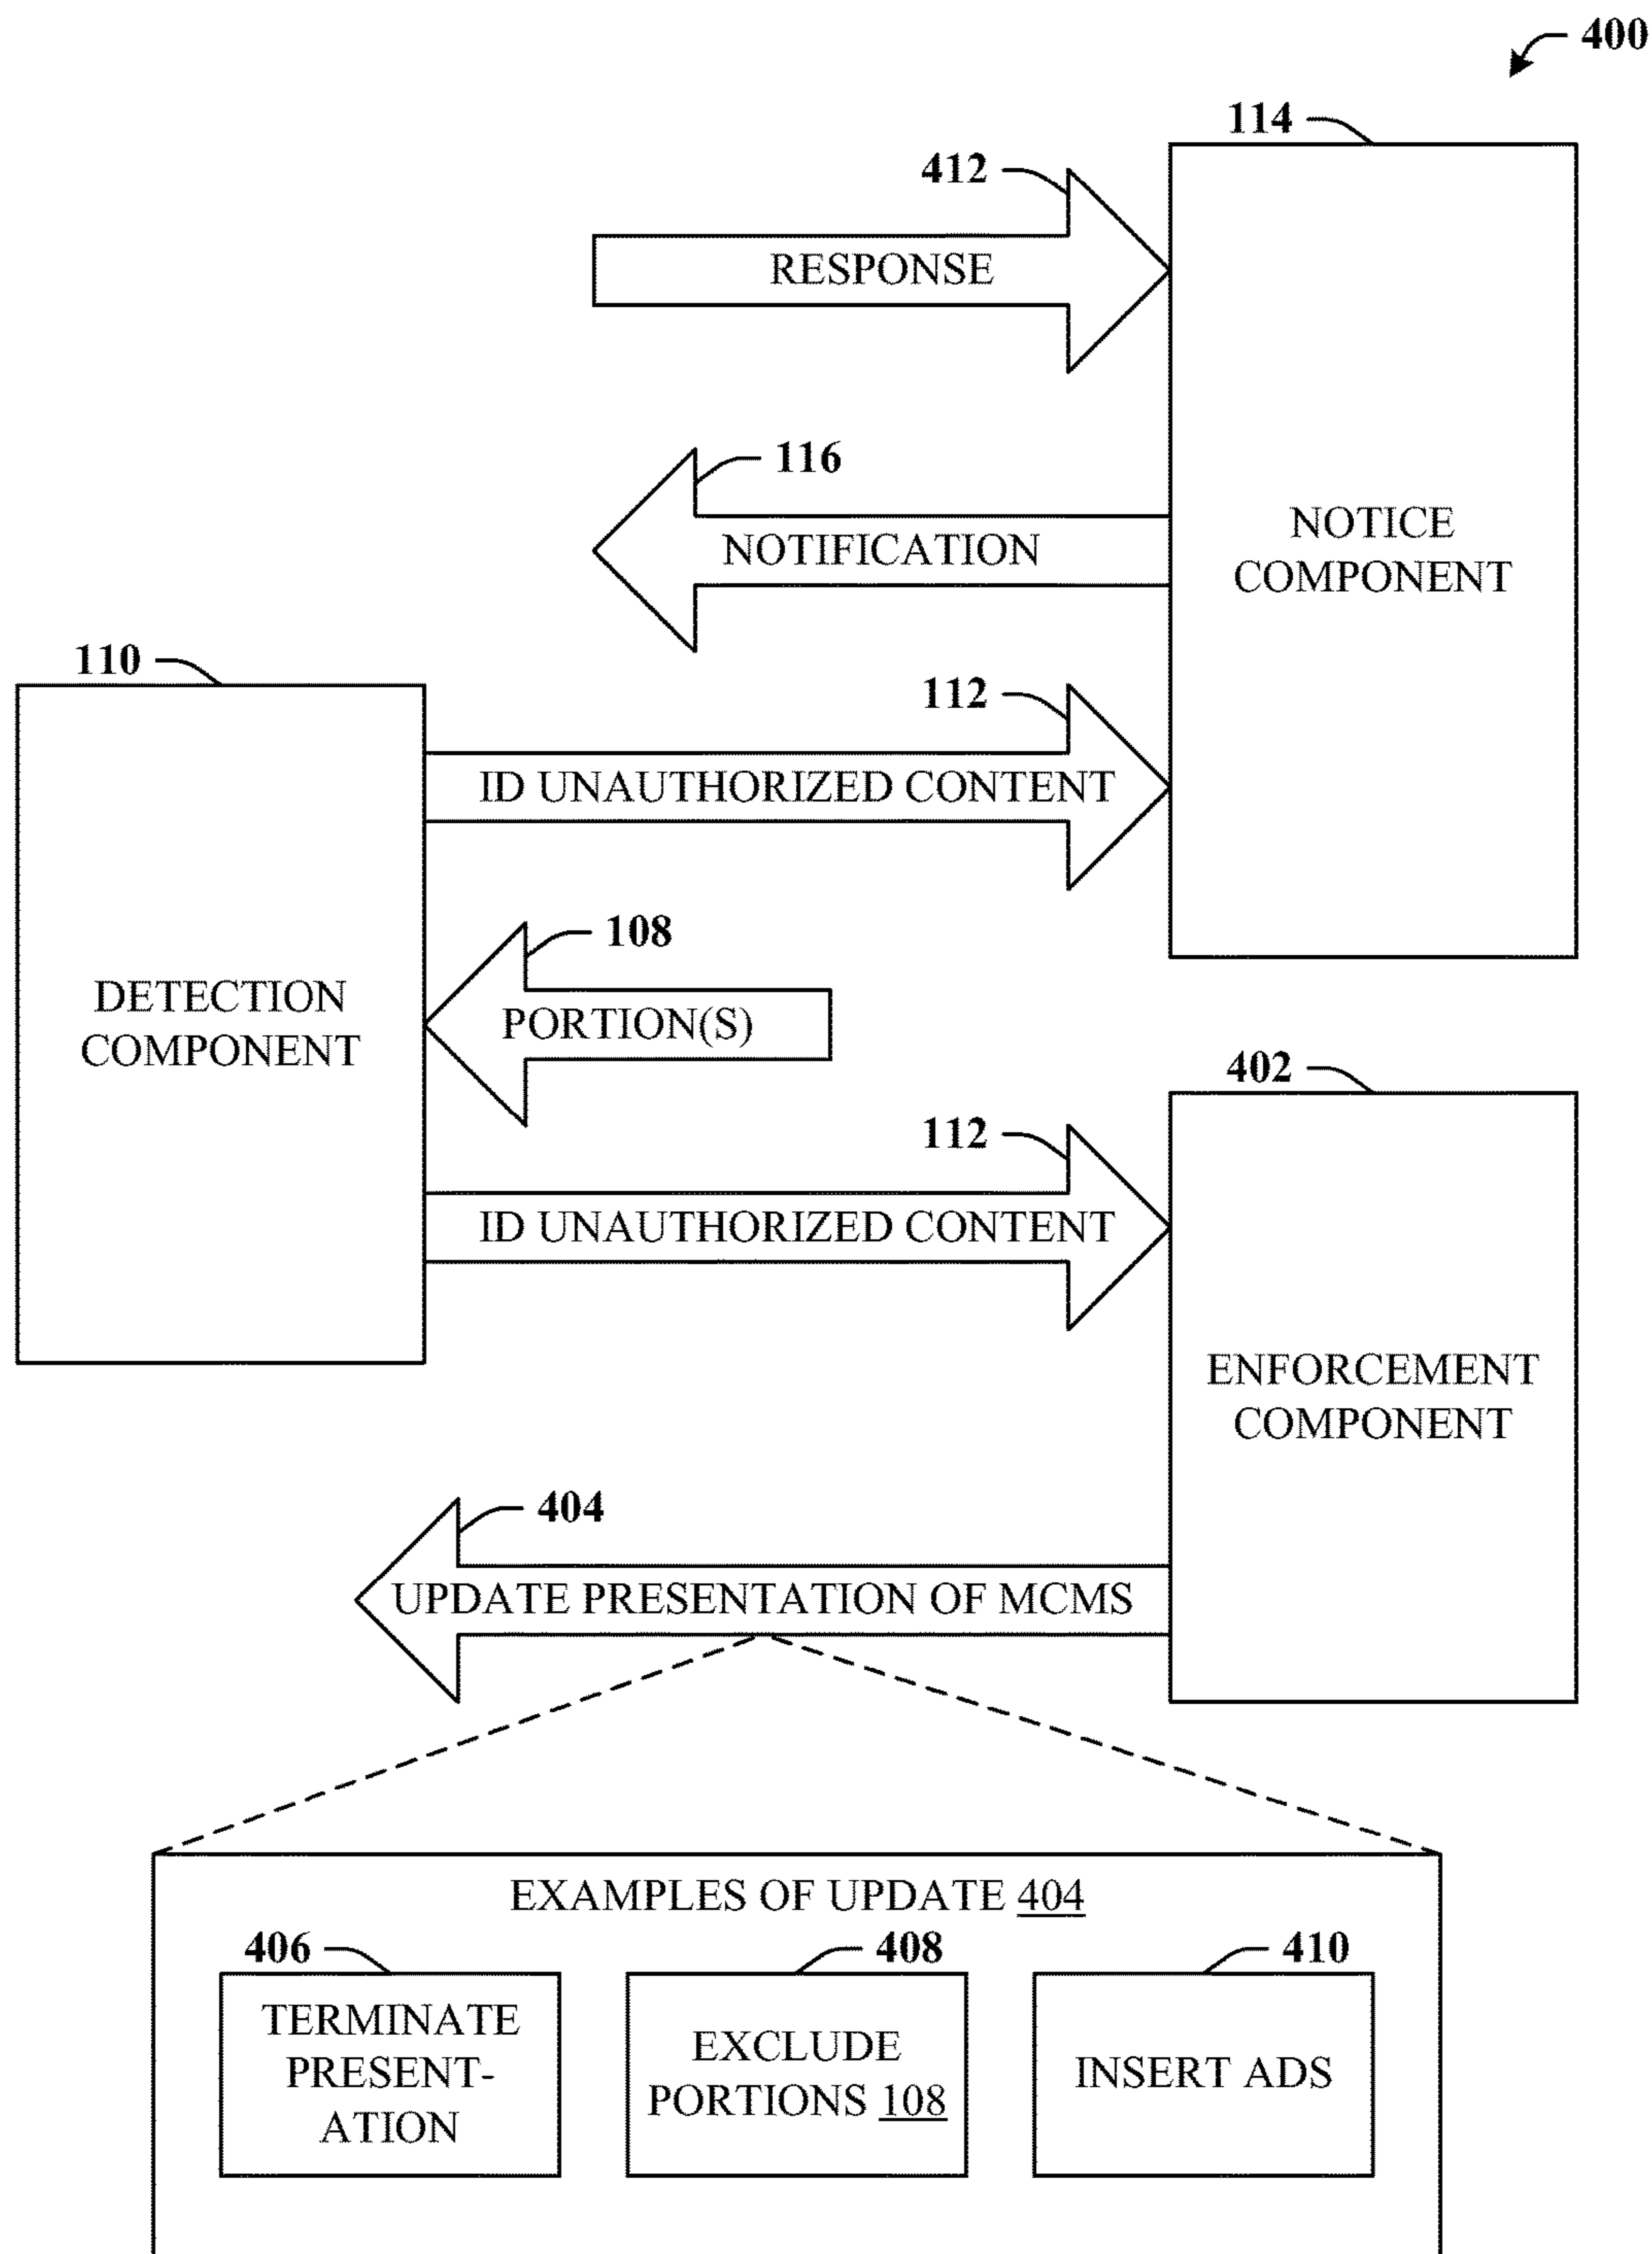 400
114
412
RESPONSE
116
NOTIFICATION
NOTICE
COMPONENT
110
112
ID UNAUTHORIZED CONTENT
108
PORTION(S)
DETECTION
COMPONENT
402
112
ID UNAUTHORIZED CONTENT
ENFORCEMENT
COMPONENT
404
UPDATE PRESENTATION OF MCMS
EXAMPLES OF UPDATE 404
406
TERMINATE
PRESENT-
ATION
408
EXCLUDE
PORTIONS 108
410
INSERT ADS